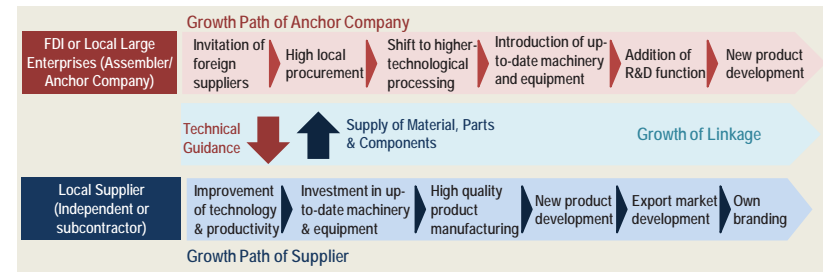 Growth Path of Anchor Company
FDI or Local Large
Enterprises (Assembler/
Anchor Company)
Invitation of
foreign
suppliers
High local
procurement
Shift to higher-
technological
processing
Introduction of up-
to-date machinery
and equipment
Addition of
R&D function
New product
development
Technical
Guidance
Supply of Material, Parts
& Components
Growth of Linkage
Local Supplier
(Independent or
subcontractor)
Improvement
of technology
& productivity
Investment in up-
to-date machinery
& equipment
High quality
product
manufacturing
New product
development
Export market
development
Own
branding
Growth Path of Supplier